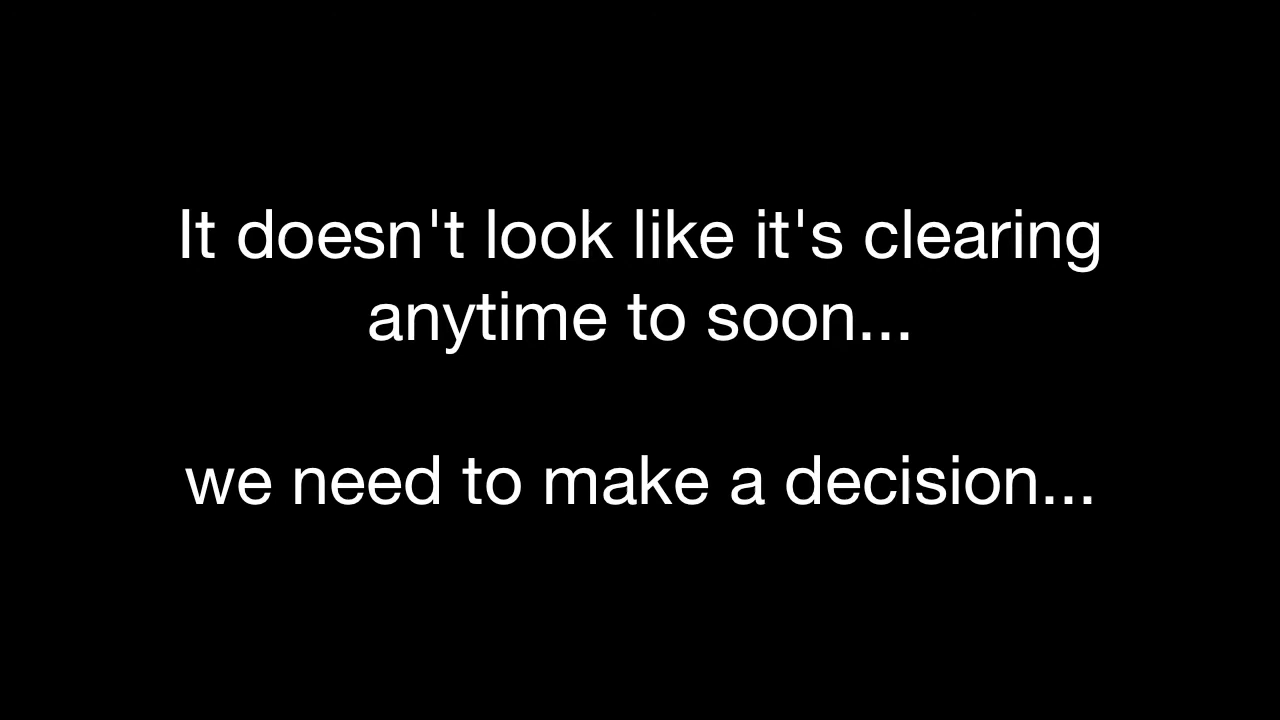 It doesn't look like it's clearing
anytime to soon...
we need to make a decision...